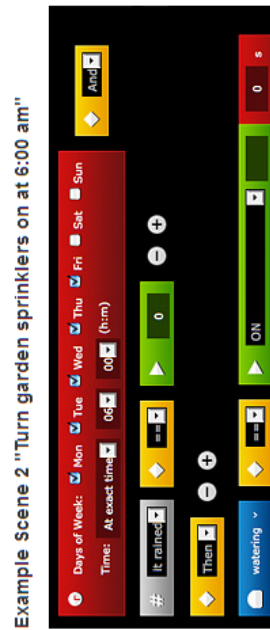 Example Scene 2 "Turn garden sprinklers on at 6:00 am"
Days of Week: Mon Tue Wed Thu Fri Sat Sun
Time: At exact time 06 00 (h:m)
And
# It rained == 0
Then
watering == ON 0 s